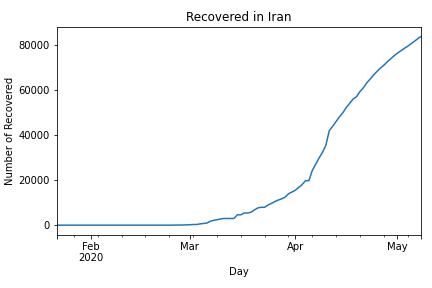 Recovered in Iran
80000
60000
40000
20000
0
Number of Recovered
Feb
2020
Mar
Apr
May
Day